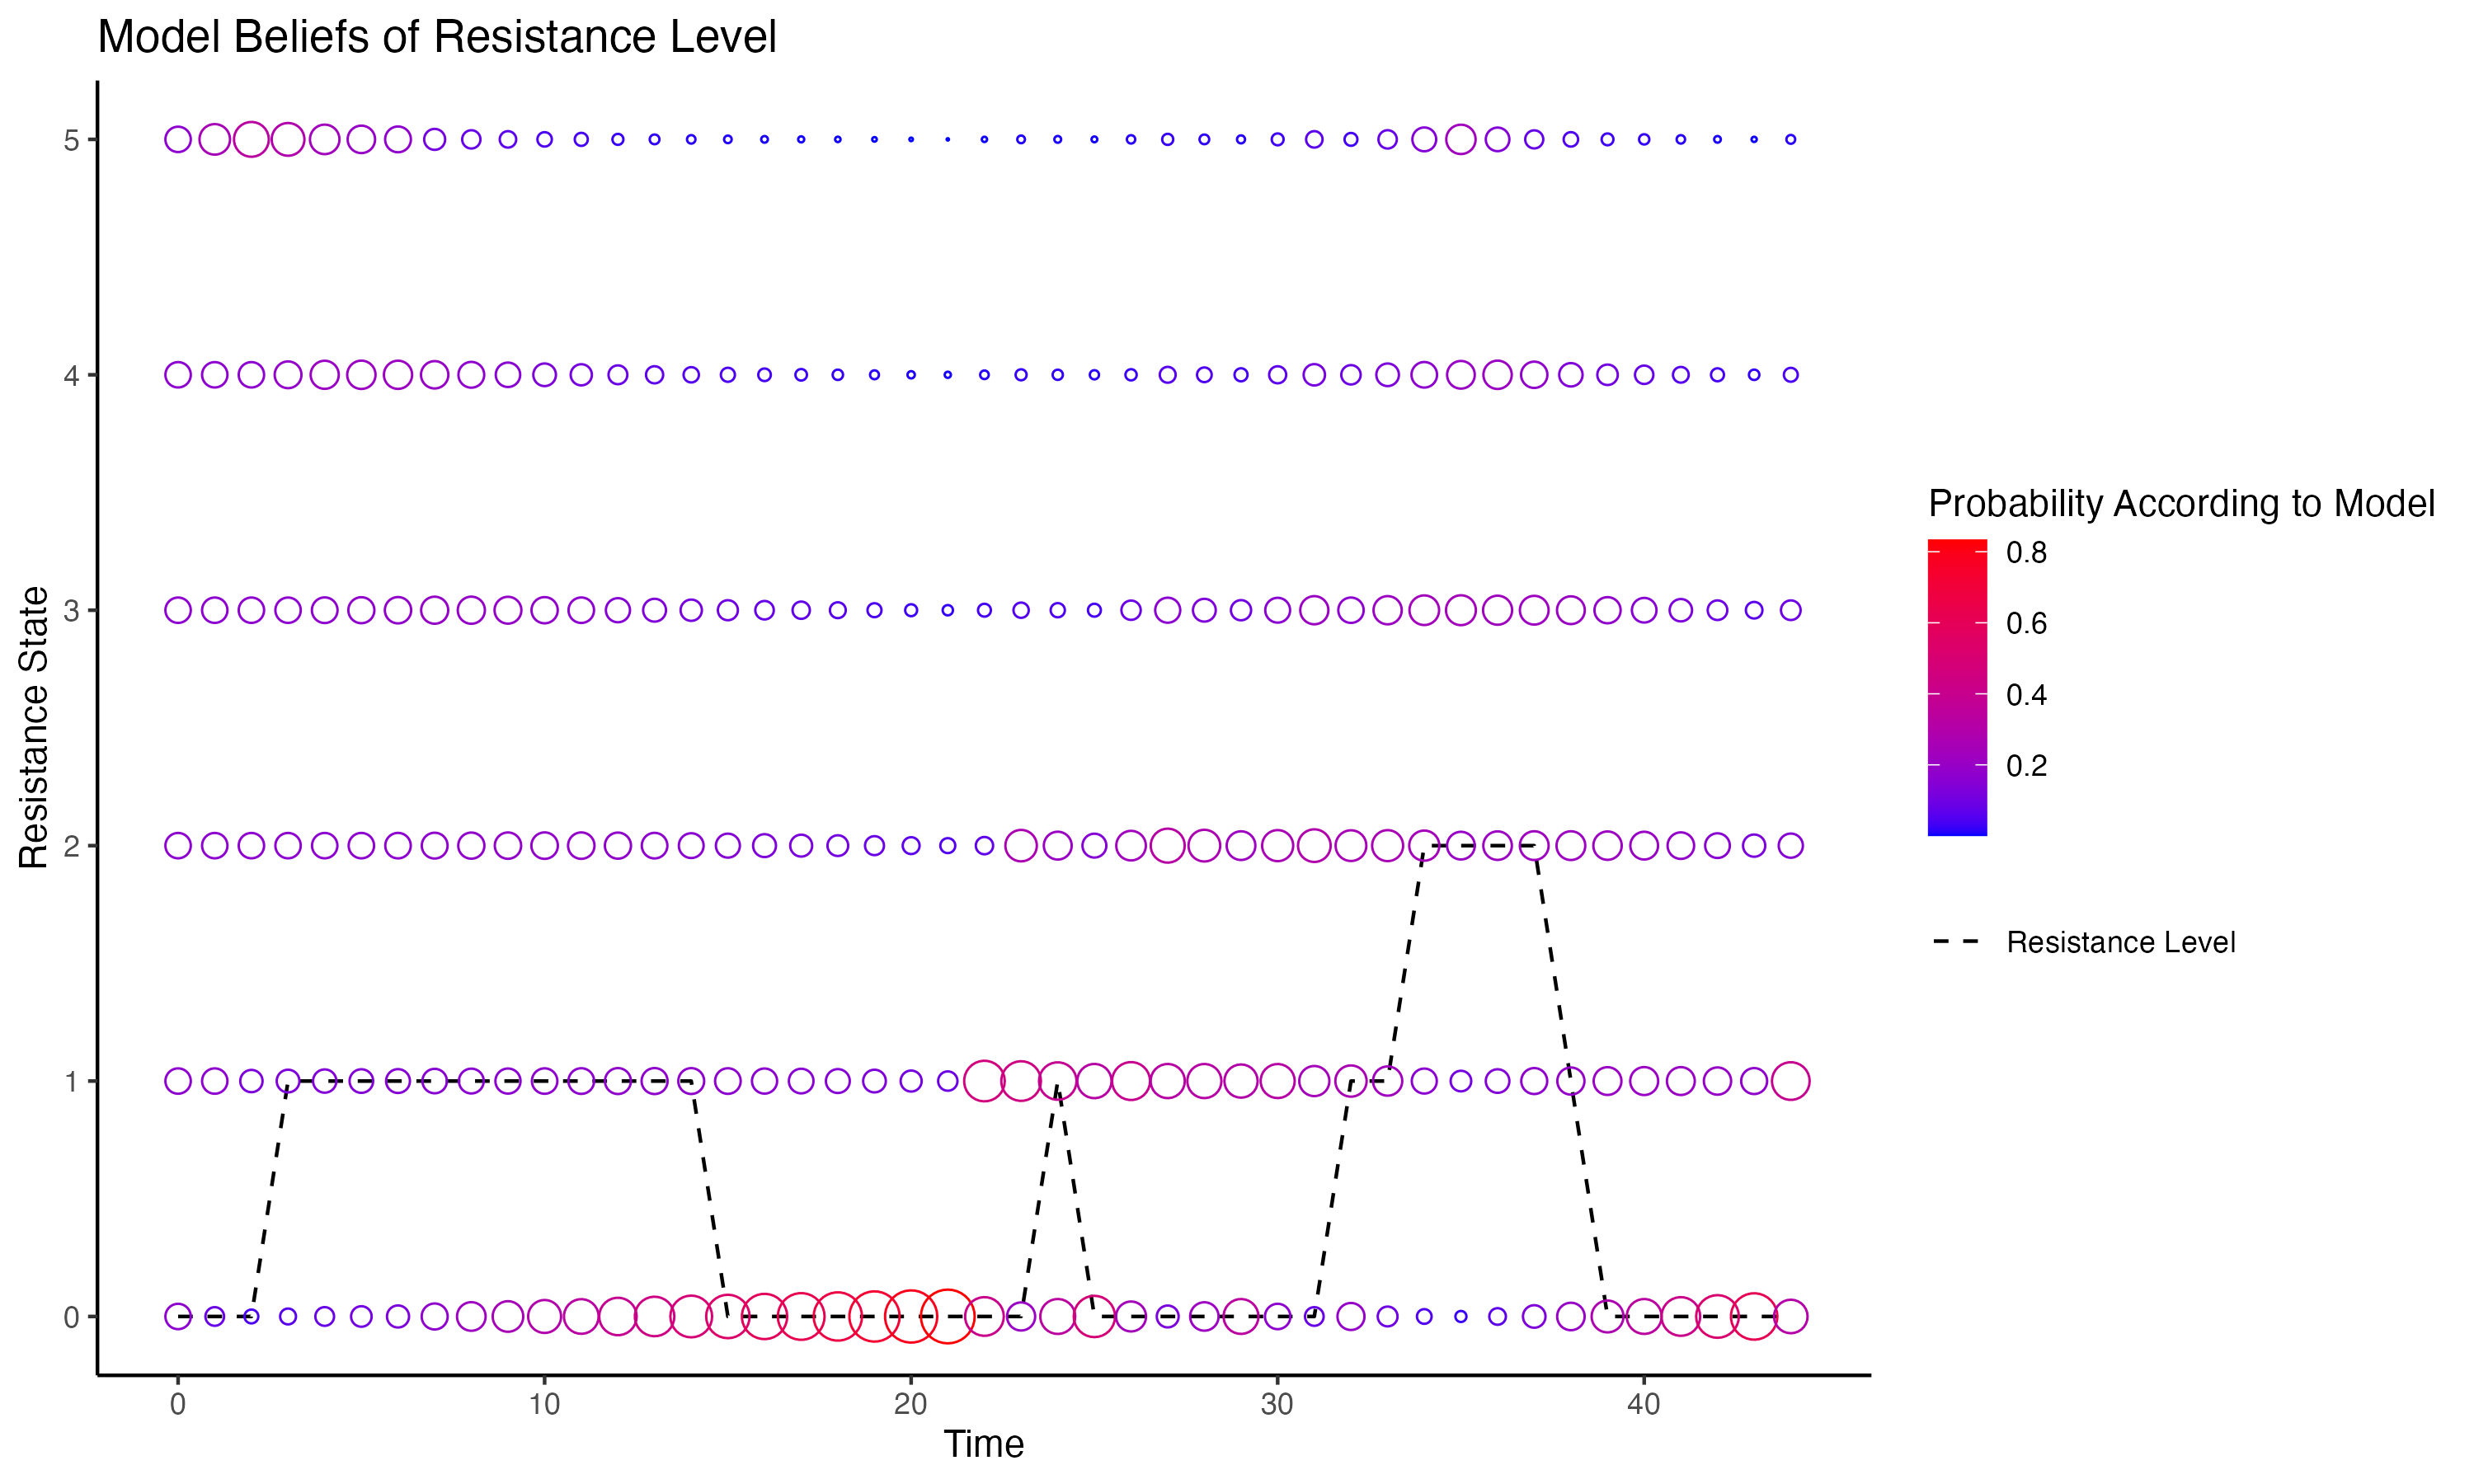 Model Beliefs of Resistance Level
Resistance State
5
4
3
2
1
0
0 10 20 30 40
Time
Probability According to Model
0.8
0.6
0.4
0.2
Resistance Level